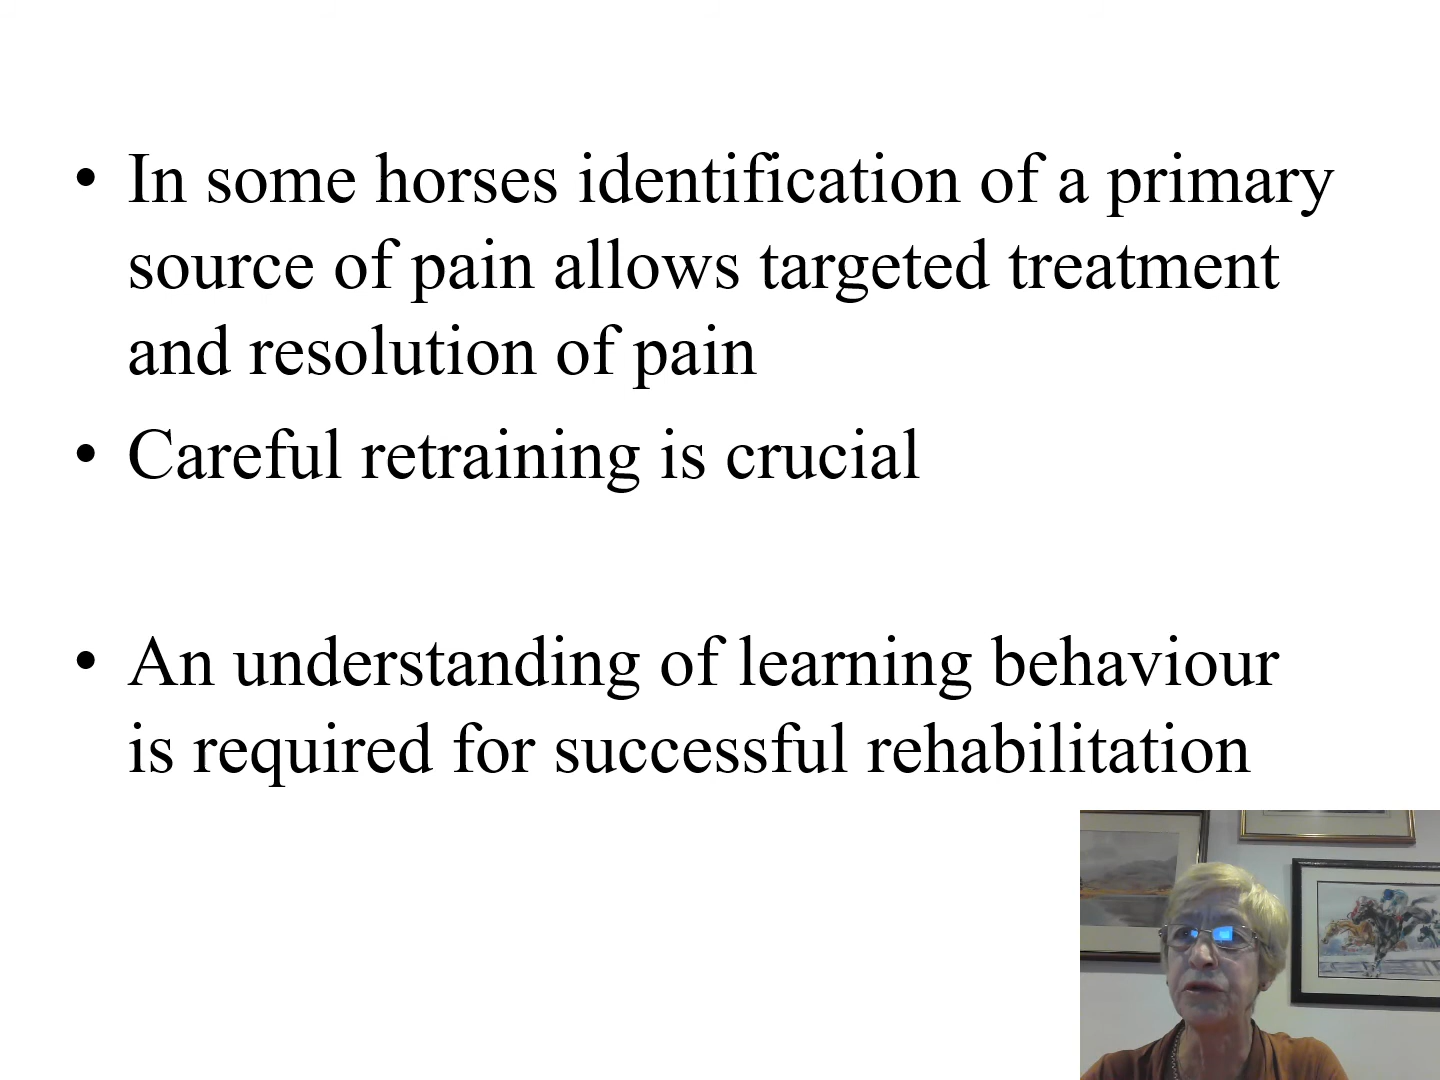 • In some horses identification of a primary
source of pain allows targeted treatment
and resolution of pain
• Careful retraining is crucial
• An understanding of learning behaviour
is required for successful rehabilitation